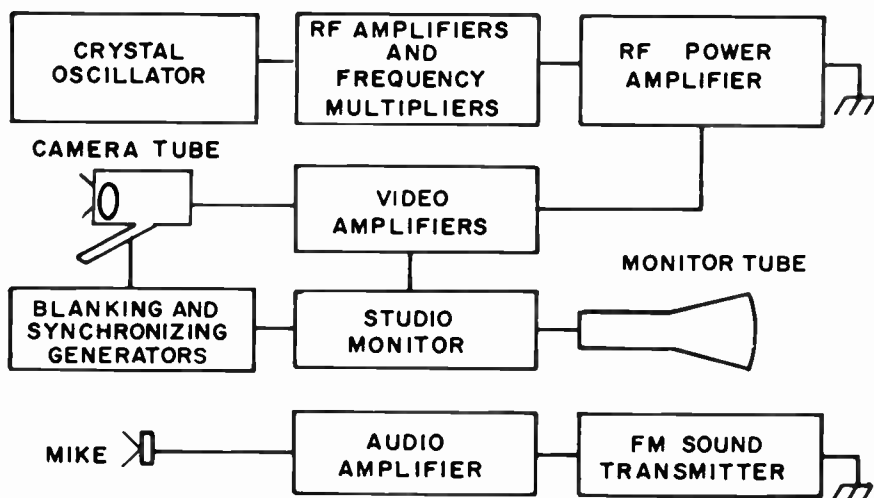 CRYSTAL
OSCILLATOR
RF AMPLIFIERS
AND
FREQUENCY
MULTIPLIERS
RF POWER
AMPLIFIER
CAMERA TUBE
VIDEO
AMPLIFIERS
MONITOR TUBE
BLANKING AND
SYNCHRONIZING
GENERATORS
STUDIO
MONITOR
MIKE
AUDIO
AMPLIFIER
FM SOUND
TRANSMITTER